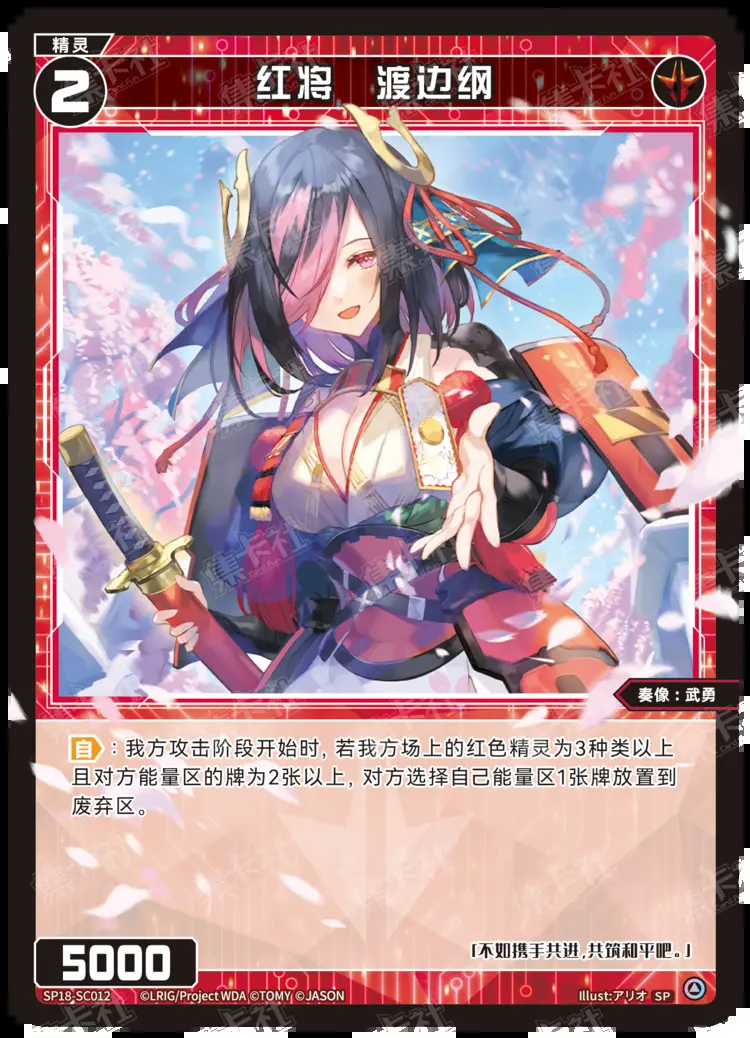 精灵
2
红将 渡边纲
奏像：武勇
自：我方攻击阶段开始时，若我方场上的红色精灵为3种类以上
且对方能量区的牌为2张以上，对方选择自己能量区1张牌放置到
废弃区。
「不如携手共进,共筑和平吧。」
5000
SP18-SC012 ©LRIG/Project WDA ©TOMY ©JASON
Illust:アリオ SP
集卡社